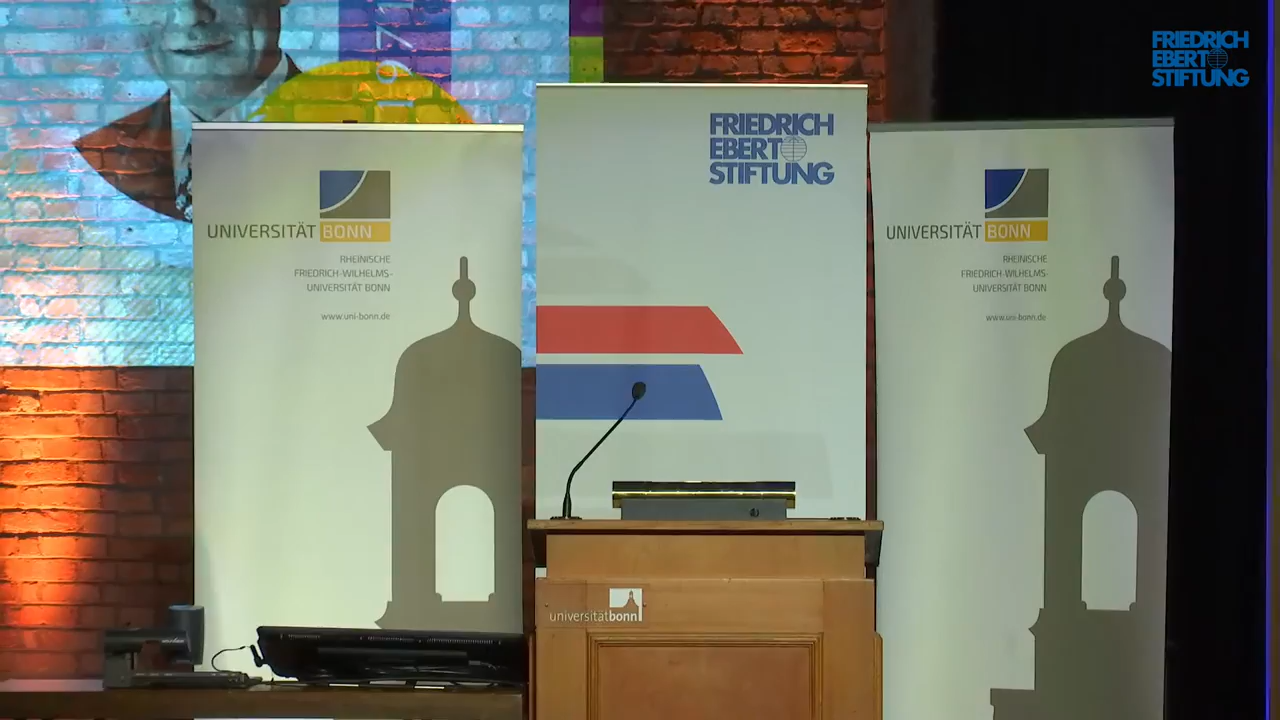 FRIEDRICH
EBERT
STIFTUNG
FRIEDRICH
EBERT
STIFTUNG
UNIVERSITÄT BONN
RHEINISCHE
FRIEDRICH-WILHELMS-
UNIVERSITÄT BONN
www.uni-bonn.de
UNIVERSITÄT BONN
RHEINISCHE
FRIEDRICH-WILHELMS-
UNIVERSITÄT BONN
www.uni-bonn.de
universitätbonn